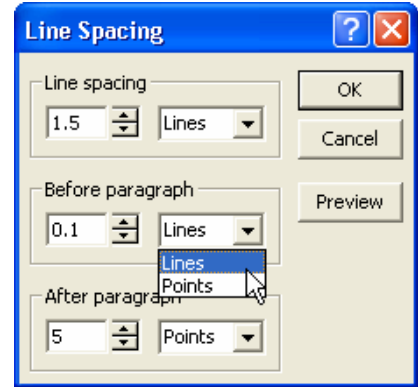 Line Spacing
Line spacing
1.5 Lines
OK
Cancel
Before paragraph
0.1 Lines
Preview
Lines
Points
After paragraph
5 Points